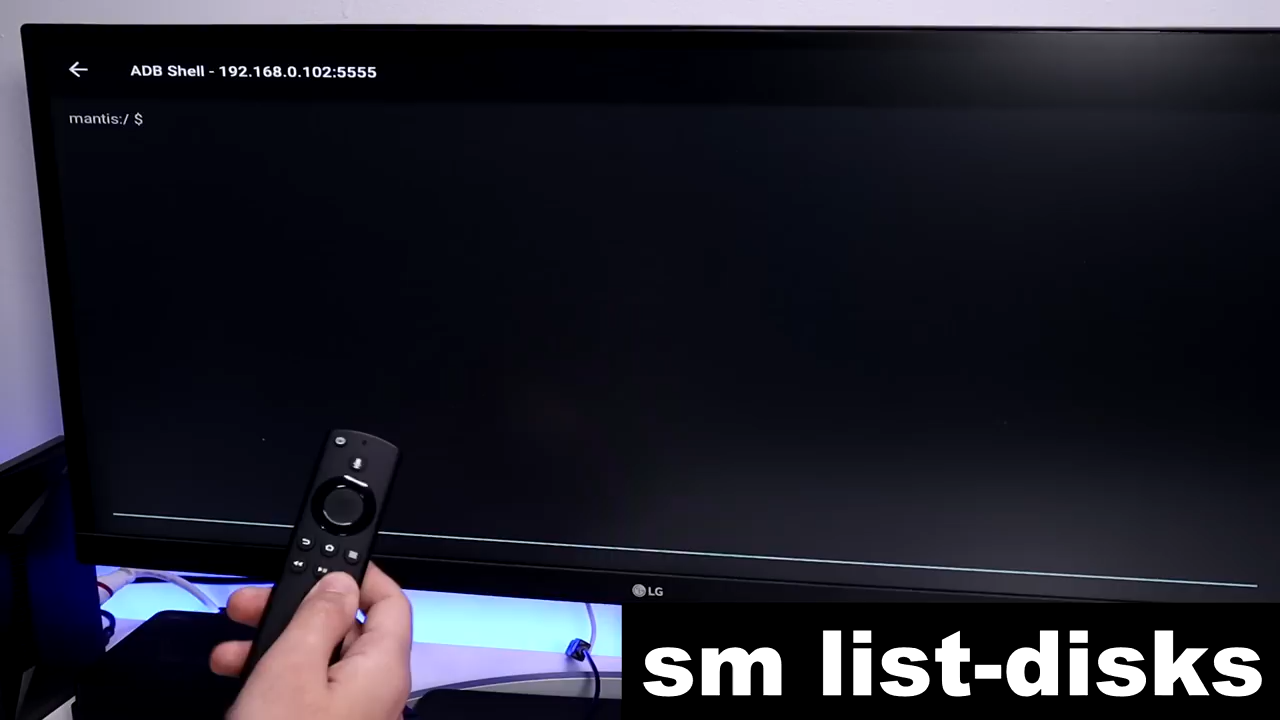 ADB Shell - 192.168.0.102:5555
mantis:/ $
LG
sm list-disks